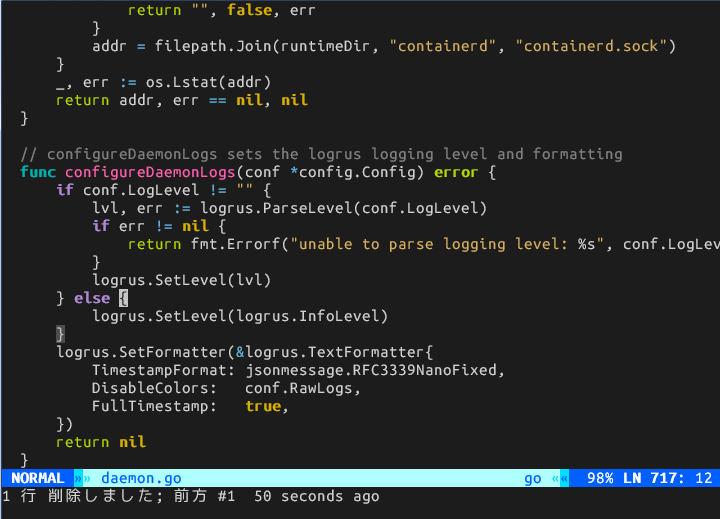 return "", false, err
        }
        addr = filepath.Join(runtimeDir, "containerd", "containerd.sock")
    }
    _, err := os.Lstat(addr)
    return addr, err == nil, nil
}

// configureDaemonLogs sets the logrus logging level and formatting
func configureDaemonLogs(conf *config.Config) error {
    if conf.LogLevel != "" {
        lvl, err := logrus.ParseLevel(conf.LogLevel)
        if err != nil {
            return fmt.Errorf("unable to parse logging level: %s", conf.LogLev
        }
        logrus.SetLevel(lvl)
    } else {
        logrus.SetLevel(logrus.InfoLevel)
    }
    logrus.SetFormatter(&logrus.TextFormatter{
        TimestampFormat: jsonmessage.RFC3339NanoFixed,
        DisableColors:   conf.RawLogs,
        FullTimestamp:   true,
    })
    return nil
}
NORMAL »» daemon.go go «« 98% LN 717: 12
1 行 削除しました; 前方 #1  50 seconds ago